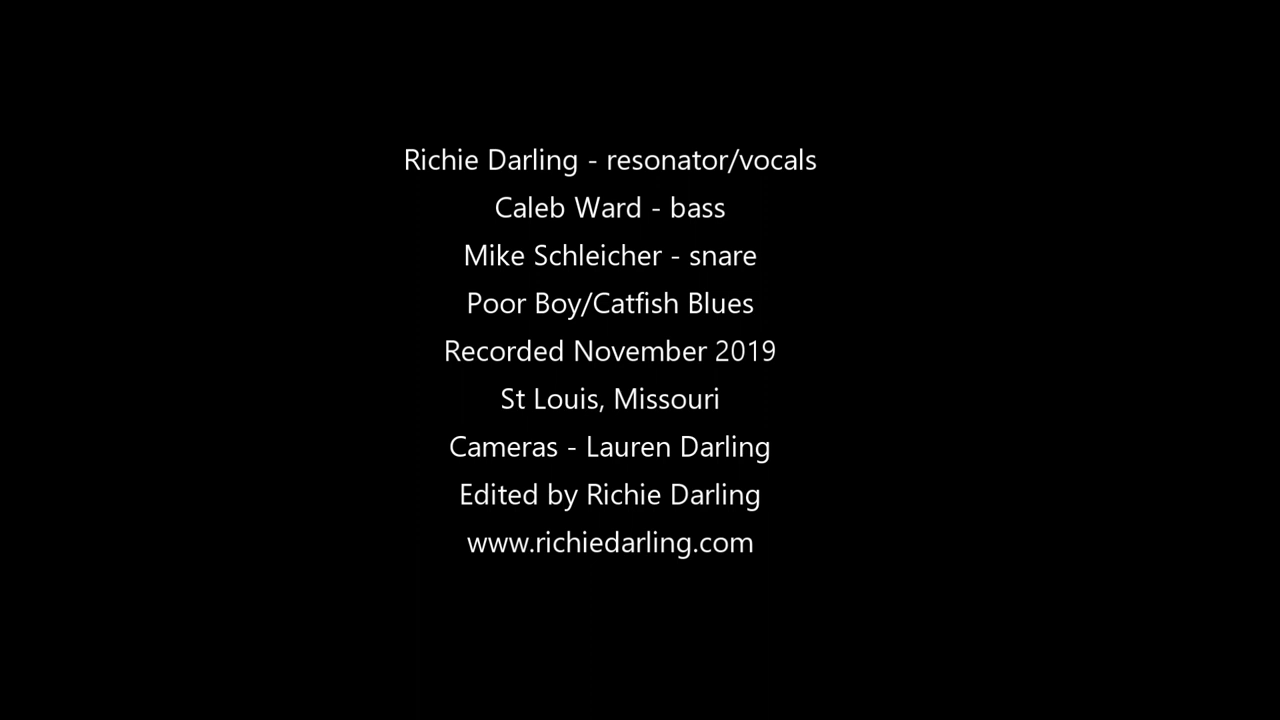 Richie Darling - resonator/vocals
Caleb Ward - bass
Mike Schleicher - snare
Poor Boy/Catfish Blues
Recorded November 2019
St Louis, Missouri
Cameras - Lauren Darling
Edited by Richie Darling
www.richiedarling.com